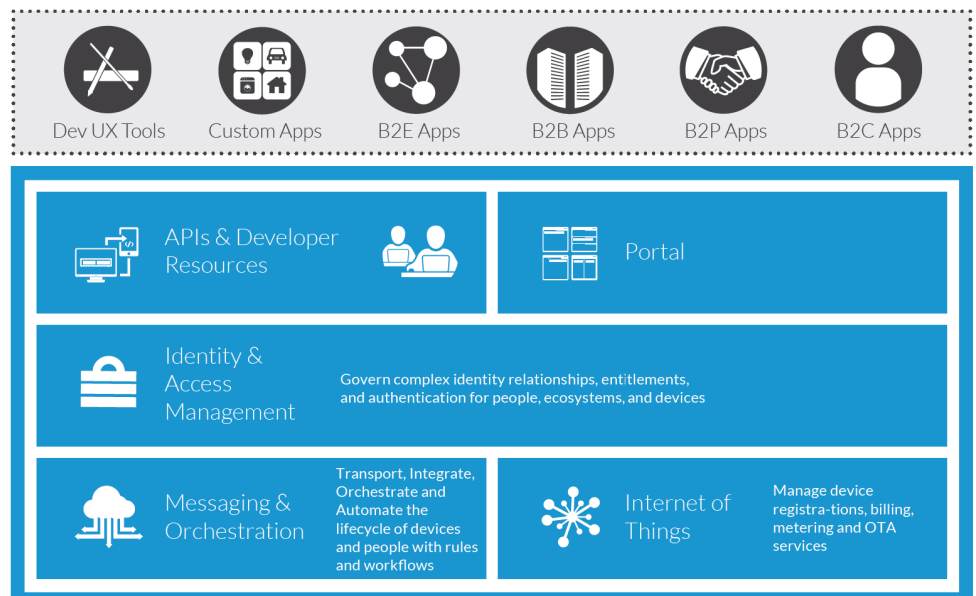 Dev UX Tools
Custom Apps
B2E Apps
B2B Apps
B2P Apps
B2C Apps
APIs & Developer
Resources
Portal
Identity &
Access
Management
Govern complex identity relationships, entitlements,
and authentication for people, ecosystems, and devices
Messaging &
Orchestration
Transport, Integrate,
Orchestrate and
Automate the
lifecycle of devices
and people with rules
and workflows
Internet of
Things
Manage device
registra-tions, billing,
metering and OTA
services